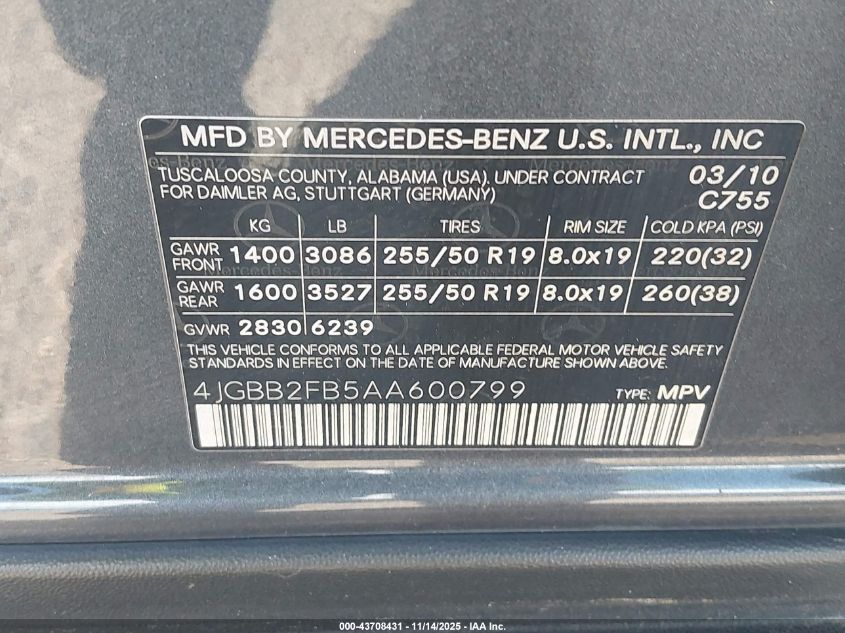 MFD BY MERCEDES-BENZ U.S. INTL., INC
TUSCALOOSA COUNTY, ALABAMA (USA), UNDER CONTRACT 03/10
FOR DAIMLER AG, STUTTGART (GERMANY) C755
KG LB TIRES RIM SIZE COLD KPA (PSI)
GAWR FRONT 1400 3086 255/50 R19 8.0x19 220(32)
GAWR REAR 1600 3527 255/50 R19 8.0x19 260(38)
GVWR 2830 6239
THIS VEHICLE CONFORMS TO ALL APPLICABLE FEDERAL MOTOR VEHICLE SAFETY
STANDARDS IN EFFECT ON THE DATE OF MANUFACTURE SHOWN ABOVE.
4JGBB2FB5AA600799 TYPE: MPV
000-43708431 - 11/14/2025 - IAA Inc.